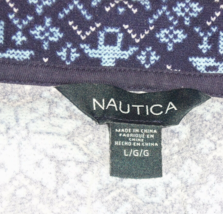 NAUTICA
MADE IN CHINA
FABRIQUÉ EN
CHINE
HECHO EN CHINA
L/G/G